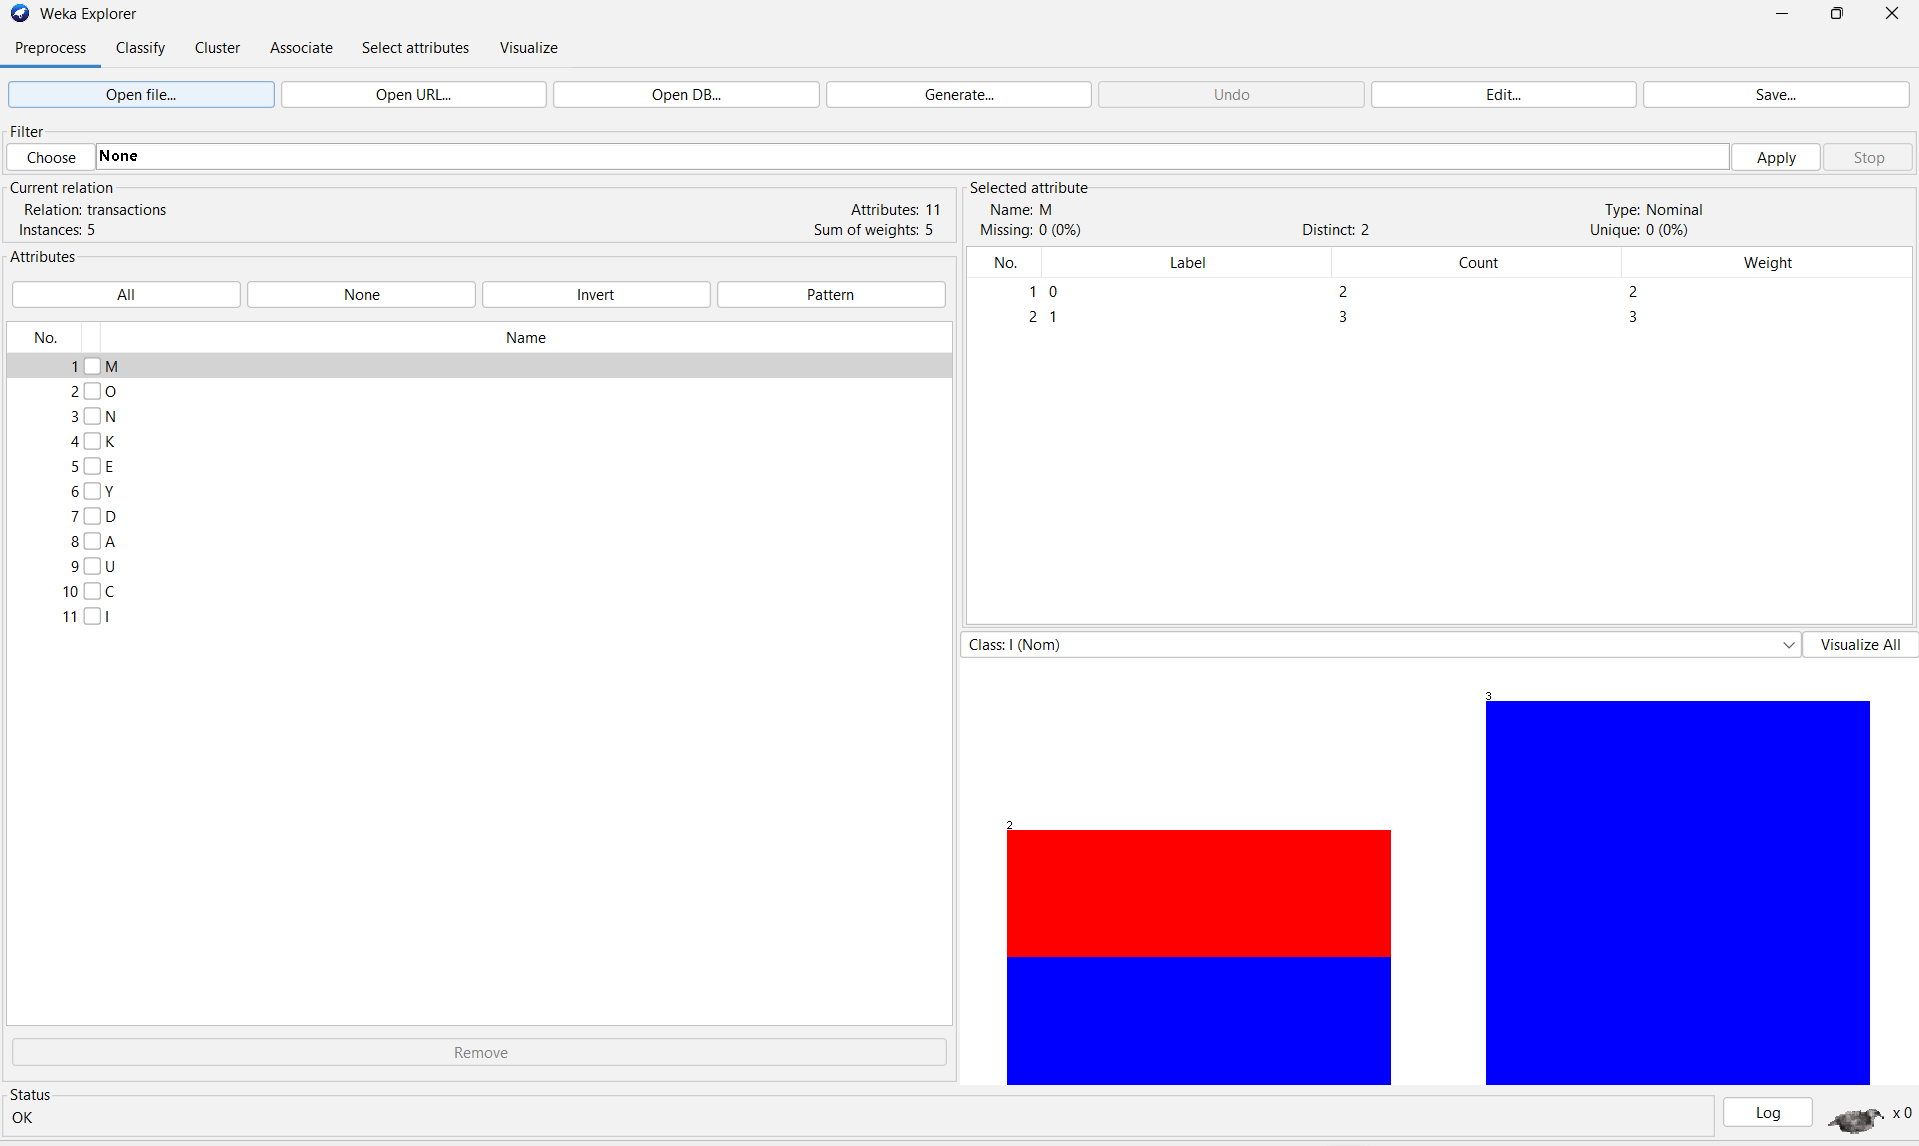 Weka Explorer
Preprocess Classify Cluster Associate Select attributes Visualize
Open file... Open URL... Open DB... Generate... Undo Edit... Save...
Filter
Choose None Apply Stop
Current relation
Relation: transactions Attributes: 11
Instances: 5 Sum of weights: 5
Attributes
All None Invert Pattern
No. Name
1 M
2 O
3 N
4 K
5 E
6 Y
7 D
8 A
9 U
10 C
11 I
Remove
Selected attribute
Name: M Type: Nominal
Missing: 0 (0%) Distinct: 2 Unique: 0 (0%)
No. Label Count Weight
1 0 2 2
2 1 3 3
Class: I (Nom) Visualize All
3
2
Status
OK
Log x 0